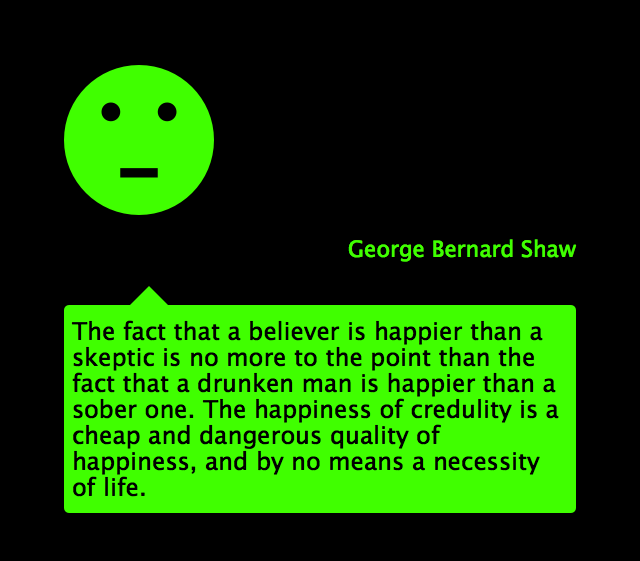 George Bernard Shaw
The fact that a believer is happier than a
skeptic is no more to the point than the
fact that a drunken man is happier than a
sober one. The happiness of credulity is a
cheap and dangerous quality of
happiness, and by no means a necessity
of life.